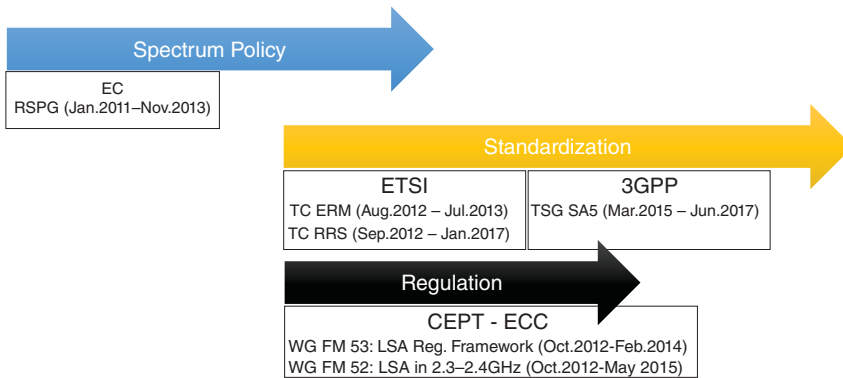 Spectrum Policy
EC
RSPG (Jan.2011–Nov.2013)
Standardization
ETSI
TC ERM (Aug.2012 – Jul.2013)
TC RRS (Sep.2012 – Jan.2017)
3GPP
TSG SA5 (Mar.2015 – Jun.2017)
Regulation
CEPT - ECC
WG FM 53: LSA Reg. Framework (Oct.2012-Feb.2014)
WG FM 52: LSA in 2.3–2.4GHz (Oct.2012-May 2015)